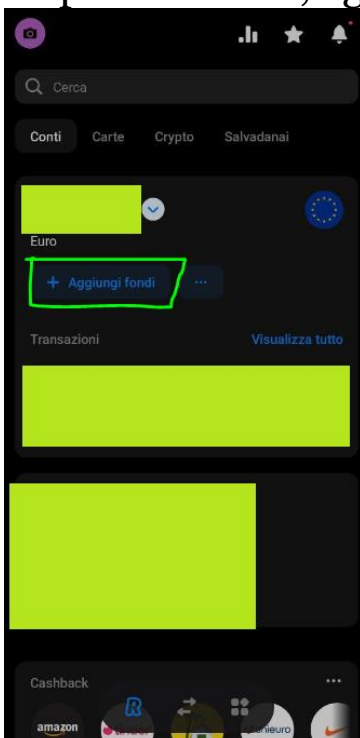 Cerca
Conti Carte Crypto Salvadanai
Euro
+ Aggiungi fondi ...
Transazioni Visualizza tutto
Cashback ...
amazon